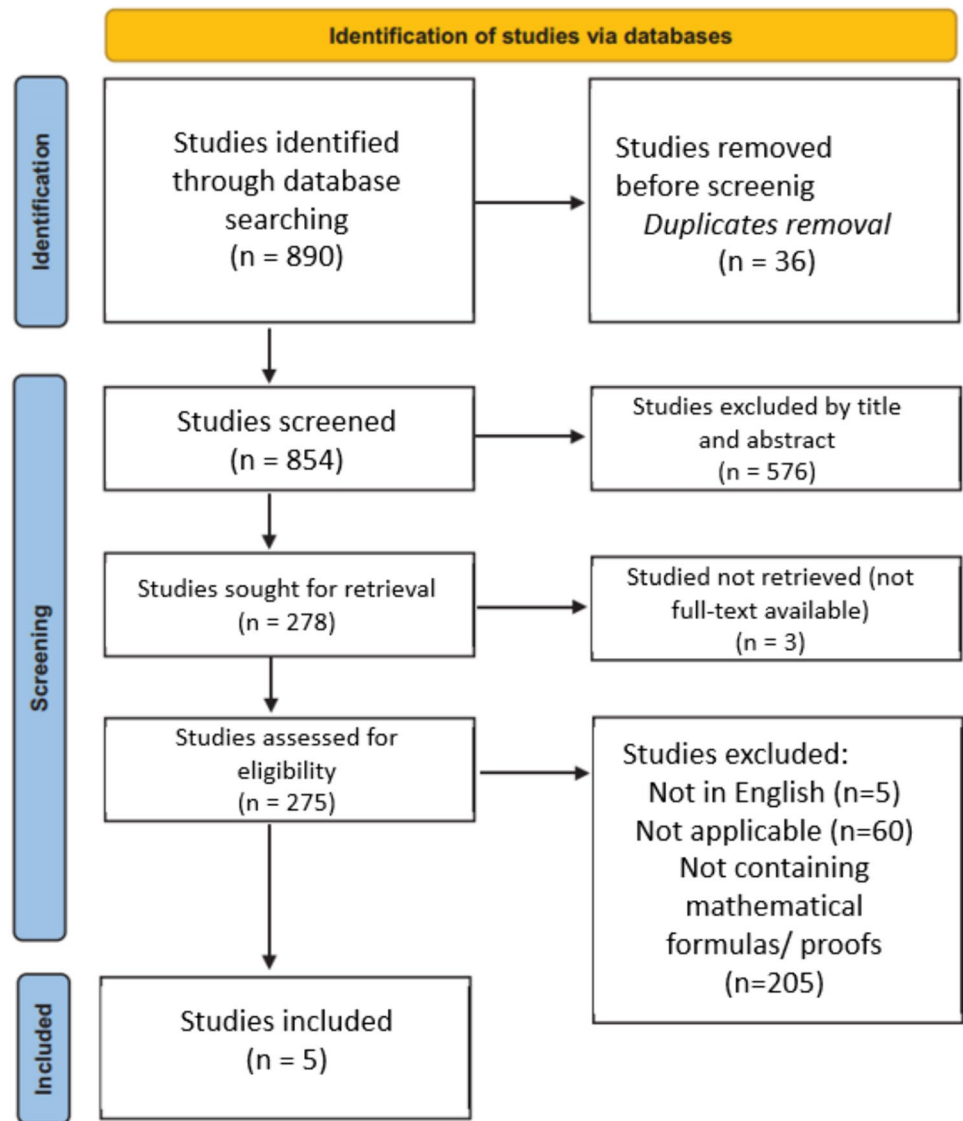 Identification of studies via databases
Identification
Studies identified
through database
searching
(n = 890)
Studies removed
before screenig
Duplicates removal
(n = 36)
Screening
Studies screened
(n = 854)
Studies excluded by title
and abstract
(n = 576)
Studies sought for retrieval
(n = 278)
Studied not retrieved (not
full-text available)
(n = 3)
Studies assessed for
eligibility
(n = 275)
Studies excluded:
Not in English (n=5)
Not applicable (n=60)
Not containing
mathematical
formulas/ proofs
(n=205)
Included
Studies included
(n = 5)